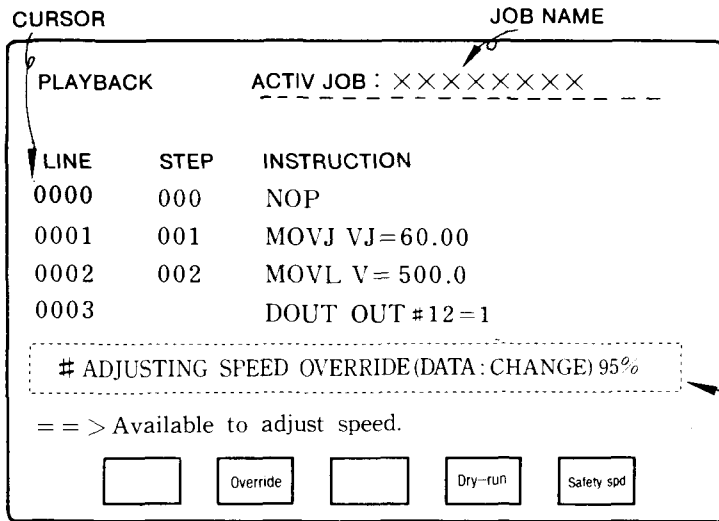 CURSOR JOB NAME
PLAYBACK ACTIV JOB : ××××××××
LINE STEP INSTRUCTION
0000 000 NOP
0001 001 MOVJ VJ=60.00
0002 002 MOVL V= 500.0
0003 DOUT OUT #12=1
# ADJUSTING SPEED OVERRIDE(DATA:CHANGE) 95%
==> Available to adjust speed.
Override Dry-run Safety spd